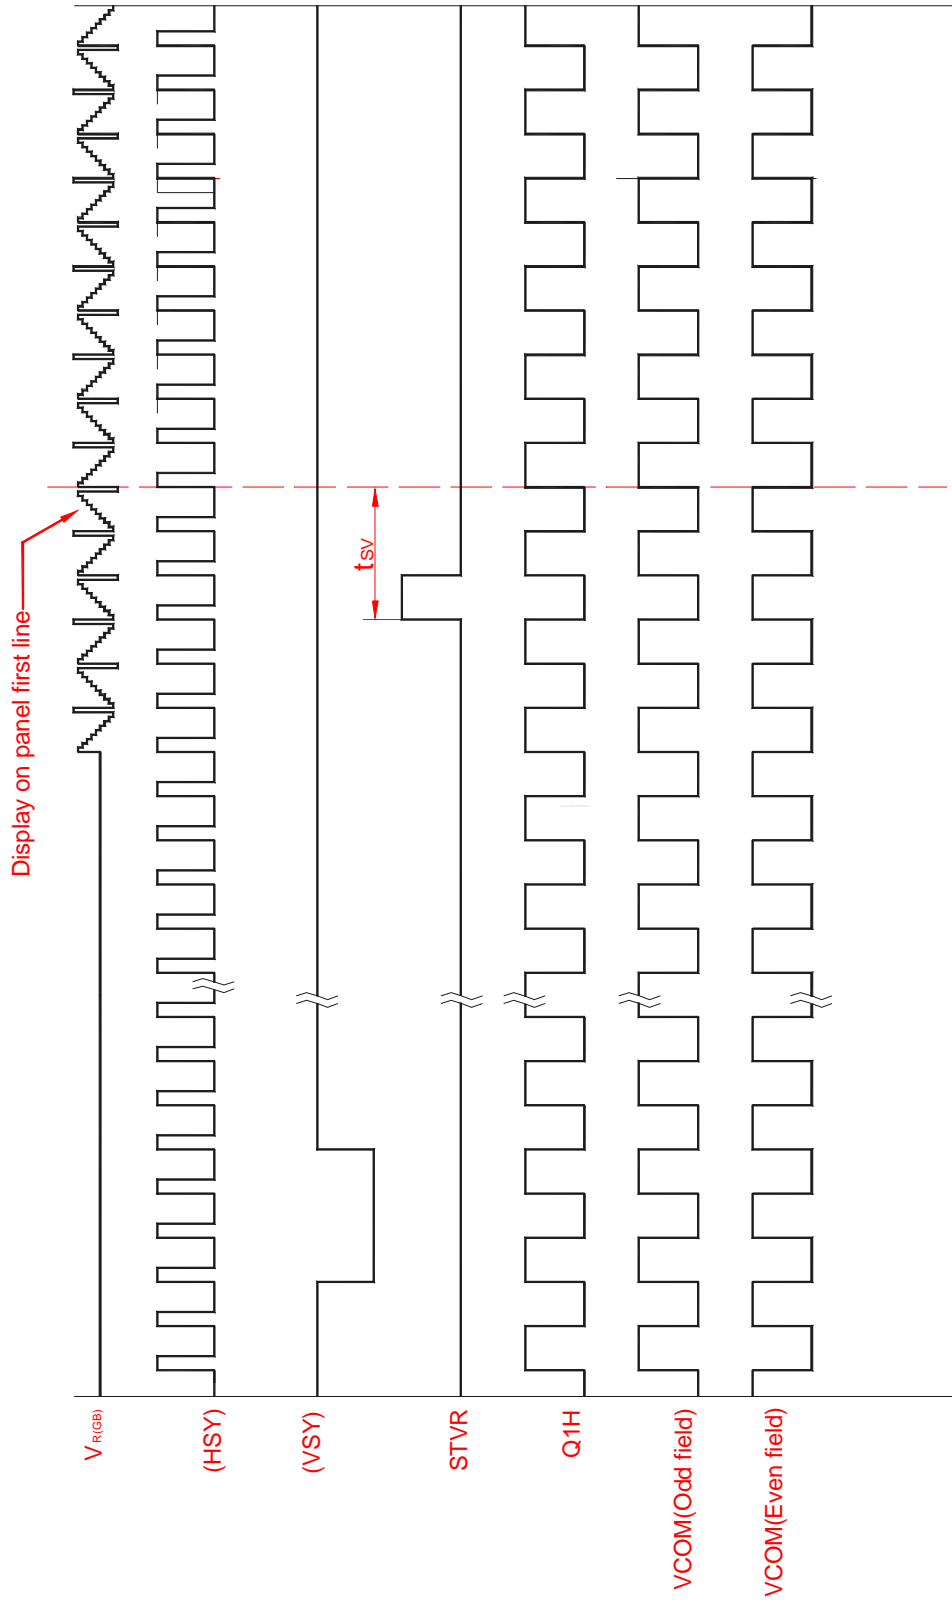 Display on panel first line
tsv
VR(GB)
(HSY)
(VSY)
STVR
Q1H
VCOM(Odd field)
VCOM(Even field)